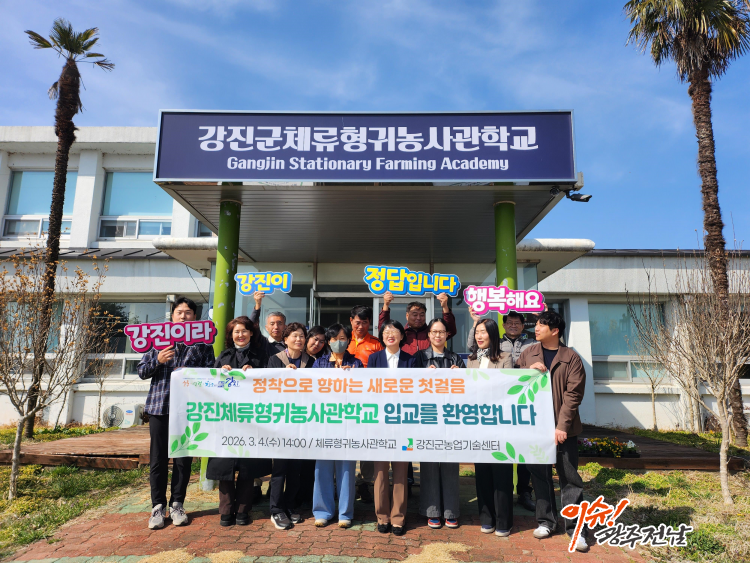 강진군체류형귀농사관학교
Gangjin Stationary Farming Academy
강진이
정답입니다
행복해요
강진이라
정착으로 향하는 새로운 첫걸음
강진체류형귀농사관학교 입교를 환영합니다
2026. 3. 4.(수) 14:00 / 체류형귀농사관학교 강진군농업기술센터
이슈!
광주전남